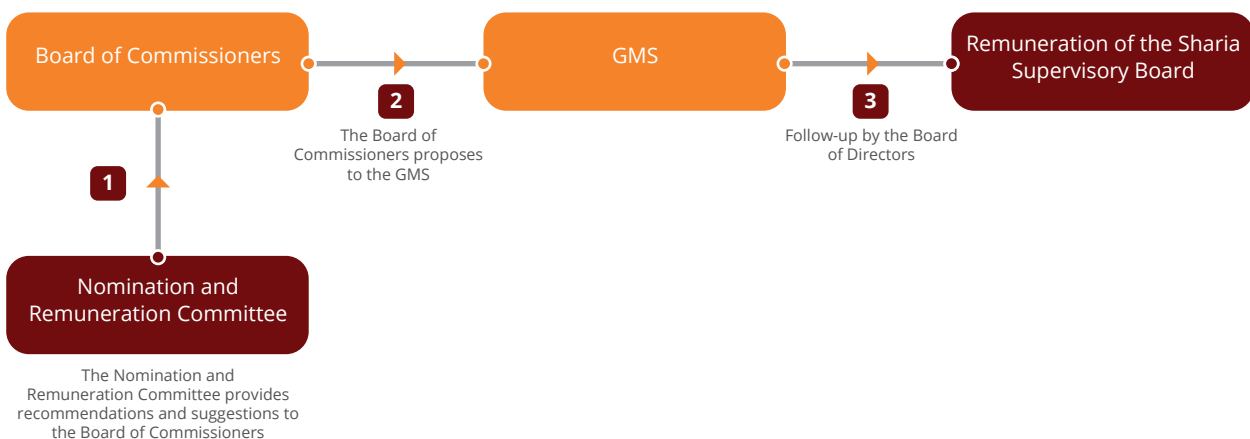 Board of Commissioners
GMS
Remuneration of the Sharia
Supervisory Board
2
The Board of
Commissioners proposes
to the GMS
3
Follow-up by the Board
of Directors
1
Nomination and
Remuneration Committee
The Nomination and
Remuneration Committee provides
recommendations and suggestions to
the Board of Commissioners